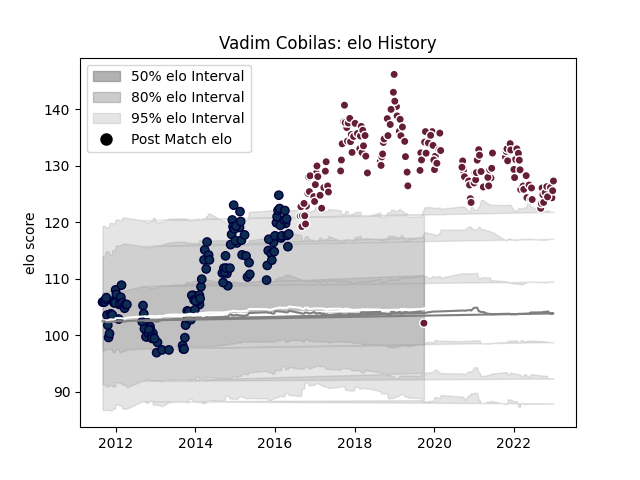 Vadim Cobilas: elo History
50% elo Interval
80% elo Interval
95% elo Interval
Post Match elo
elo score
140
130
120
110
100
90
2012 2014 2016 2018 2020 2022